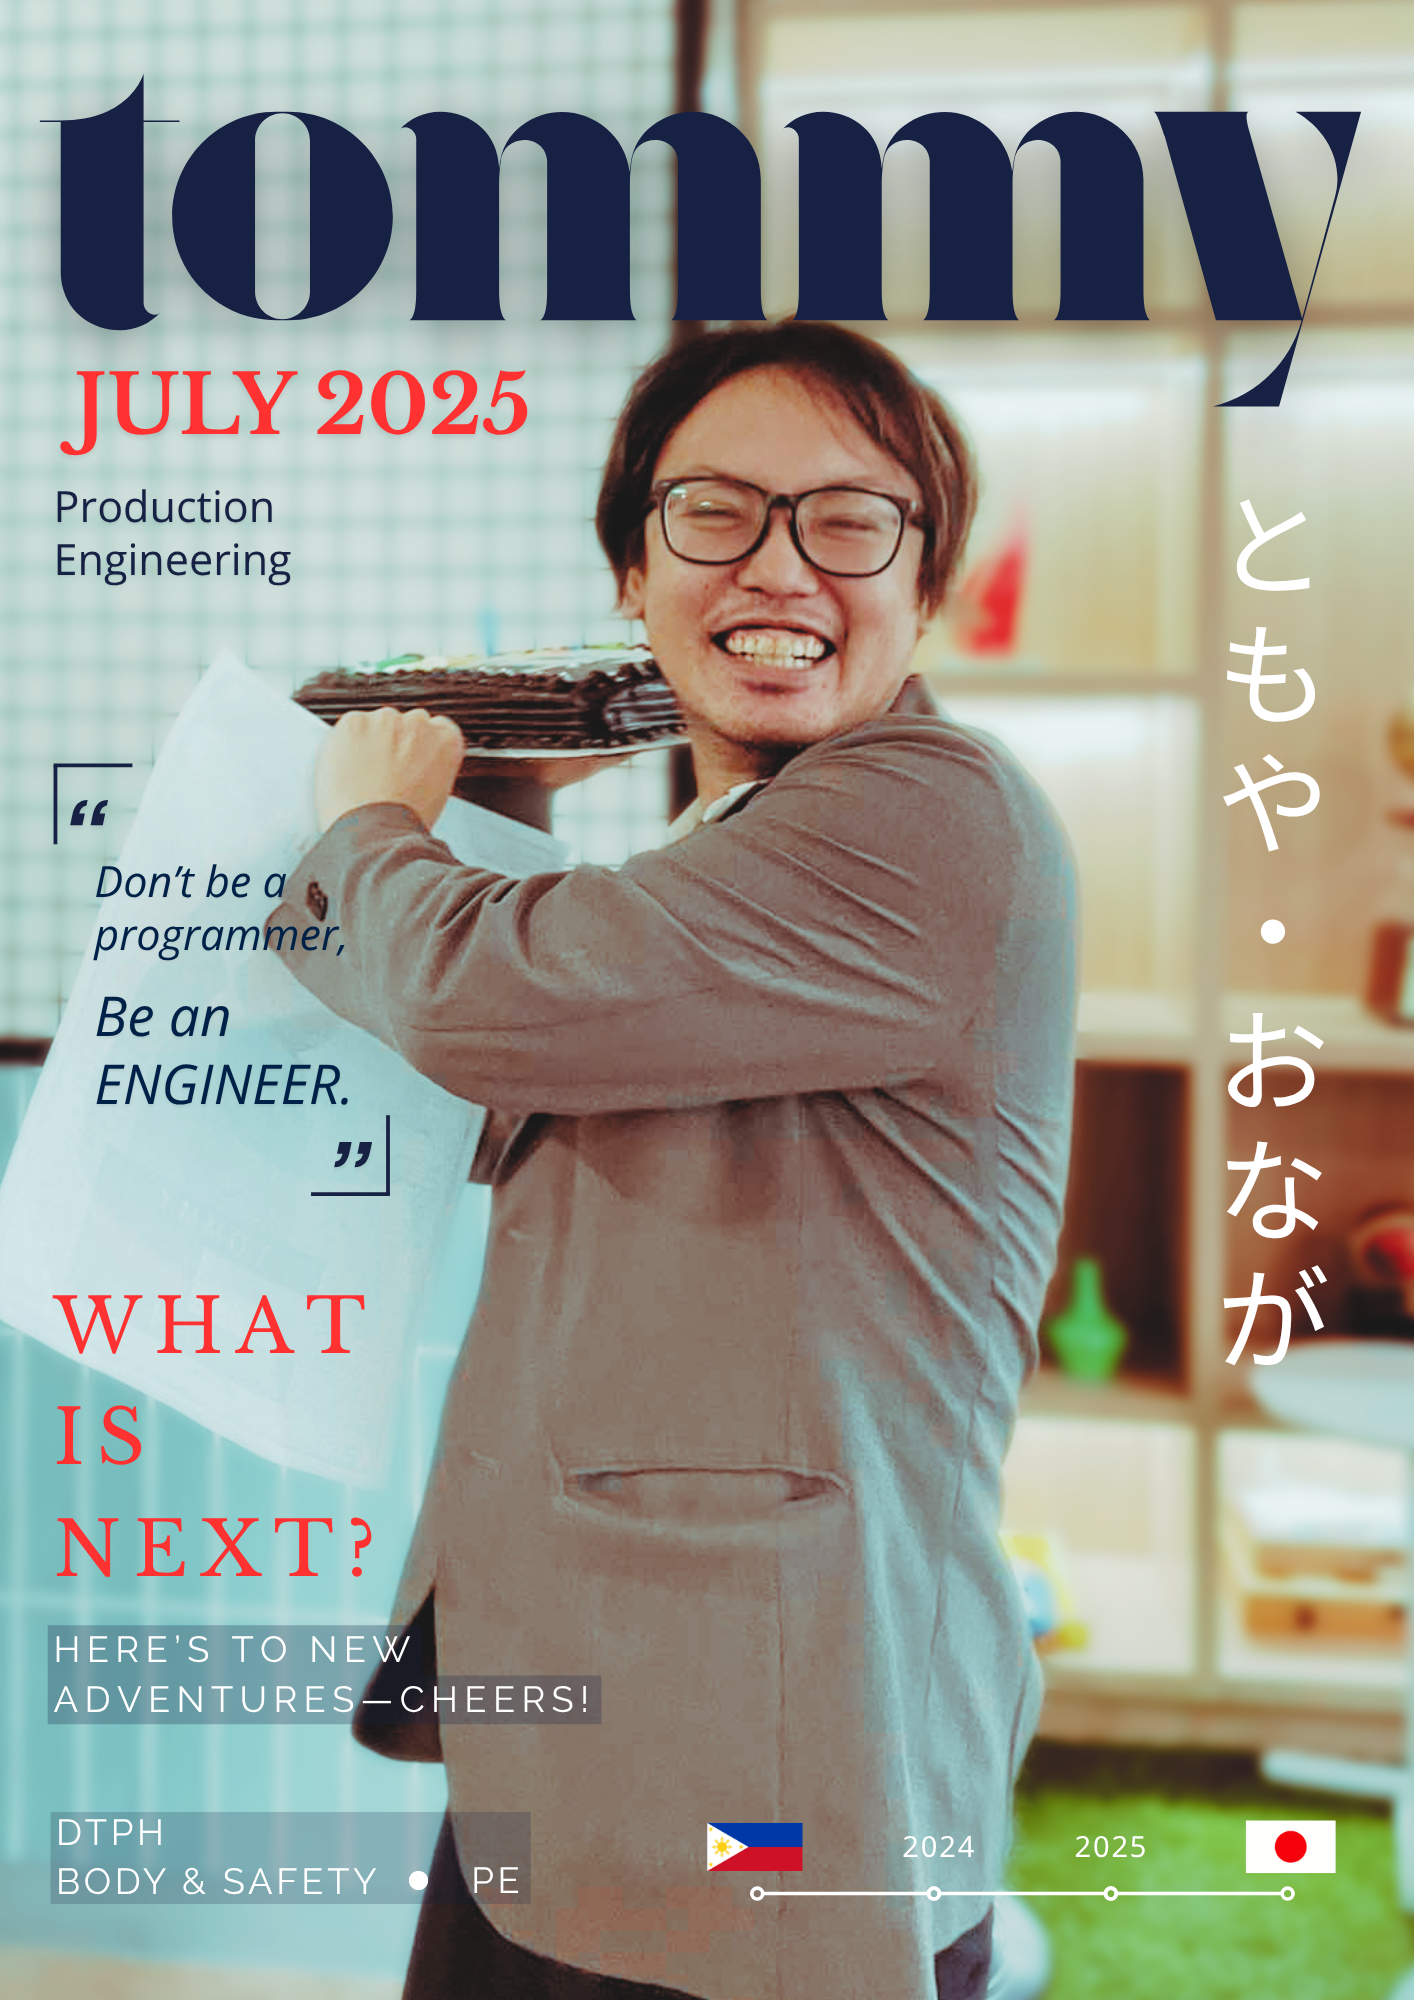 tommy
JULY 2025
Production
Engineering
ともや・おなが
“
Don’t be a
programmer,
Be an
ENGINEER.
”
WHAT
IS
NEXT?
HERE’S TO NEW
ADVENTURES—CHEERS!
DTPH
BODY & SAFETY ● PE
2024 2025